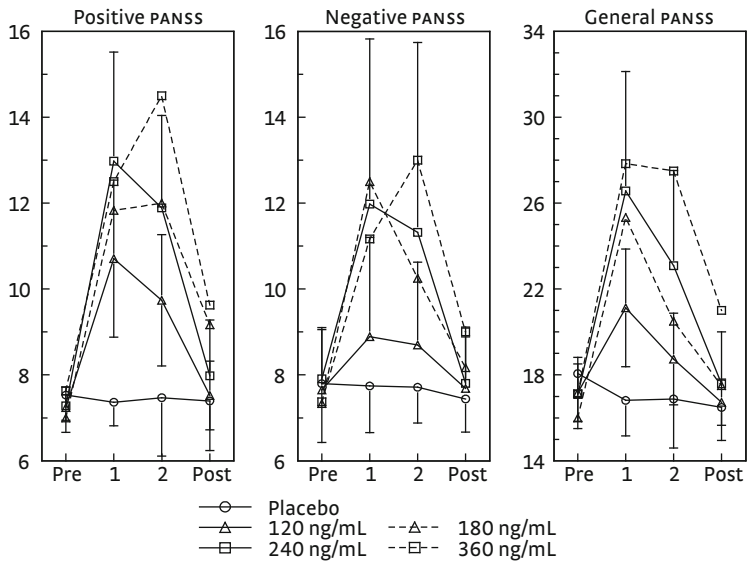 Positive PANSS
Negative PANSS
General PANSS
16
14
12
10
8
6
Pre 1 2 Post
16
14
12
10
8
6
Pre 1 2 Post
34
30
26
22
18
14
Pre 1 2 Post
Placebo
120 ng/mL 180 ng/mL
240 ng/mL 360 ng/mL